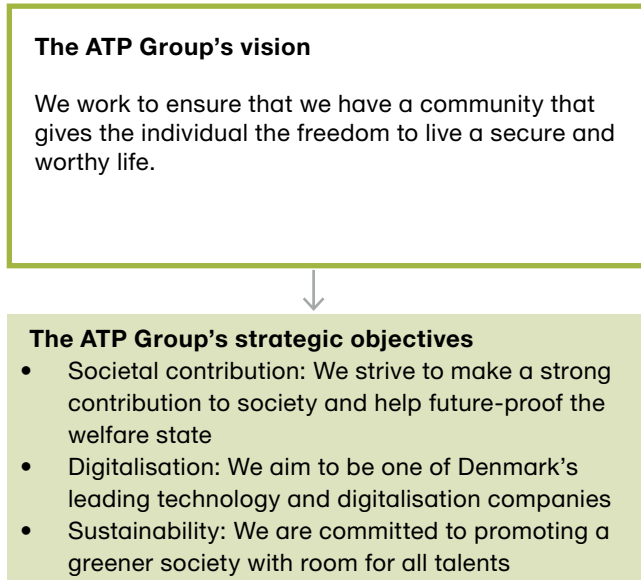 The ATP Group’s vision
We work to ensure that we have a community that
gives the individual the freedom to live a secure and
worthy life.
The ATP Group’s strategic objectives
• Societal contribution: We strive to make a strong
contribution to society and help future-proof the
welfare state
• Digitalisation: We aim to be one of Denmark’s
leading technology and digitalisation companies
• Sustainability: We are committed to promoting a
greener society with room for all talents